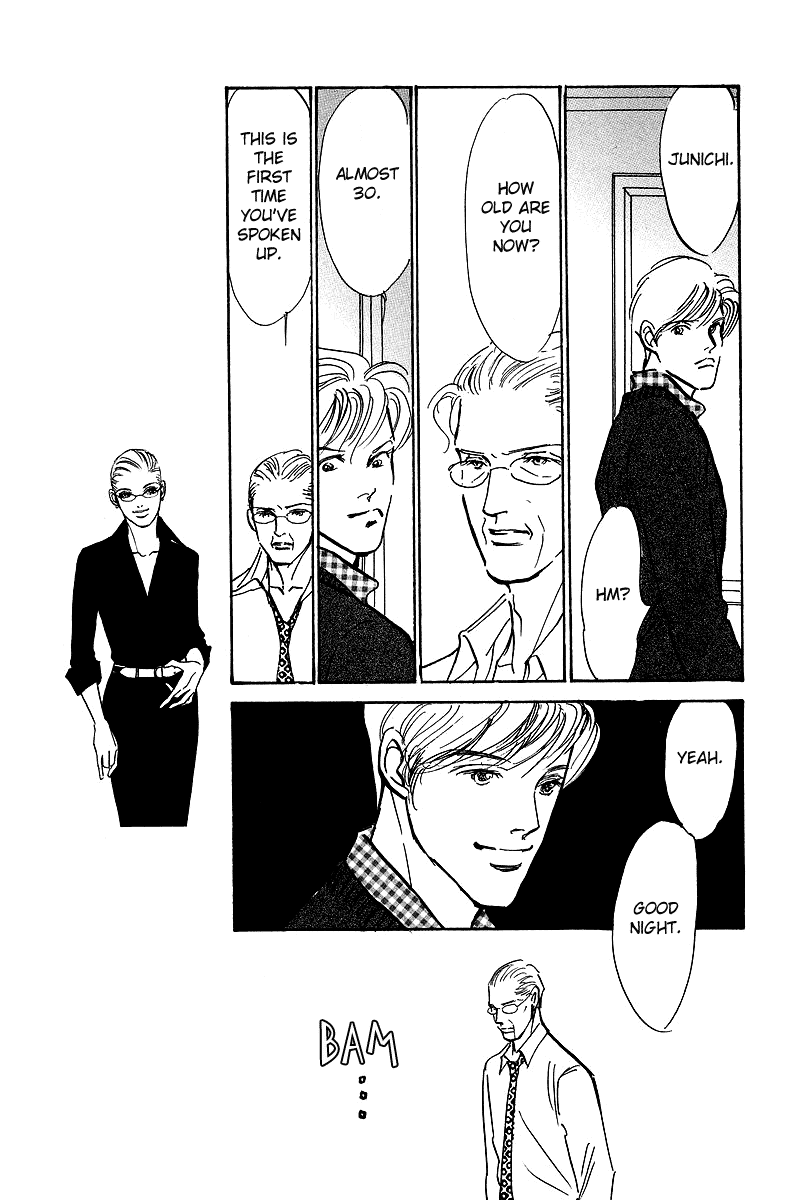 JUNICHI.
HM?
HOW
OLD ARE
YOU
NOW?
ALMOST
30.
THIS IS
THE
FIRST
TIME
YOU'VE
SPOKEN
UP.
YEAH.
GOOD
NIGHT.
BAM